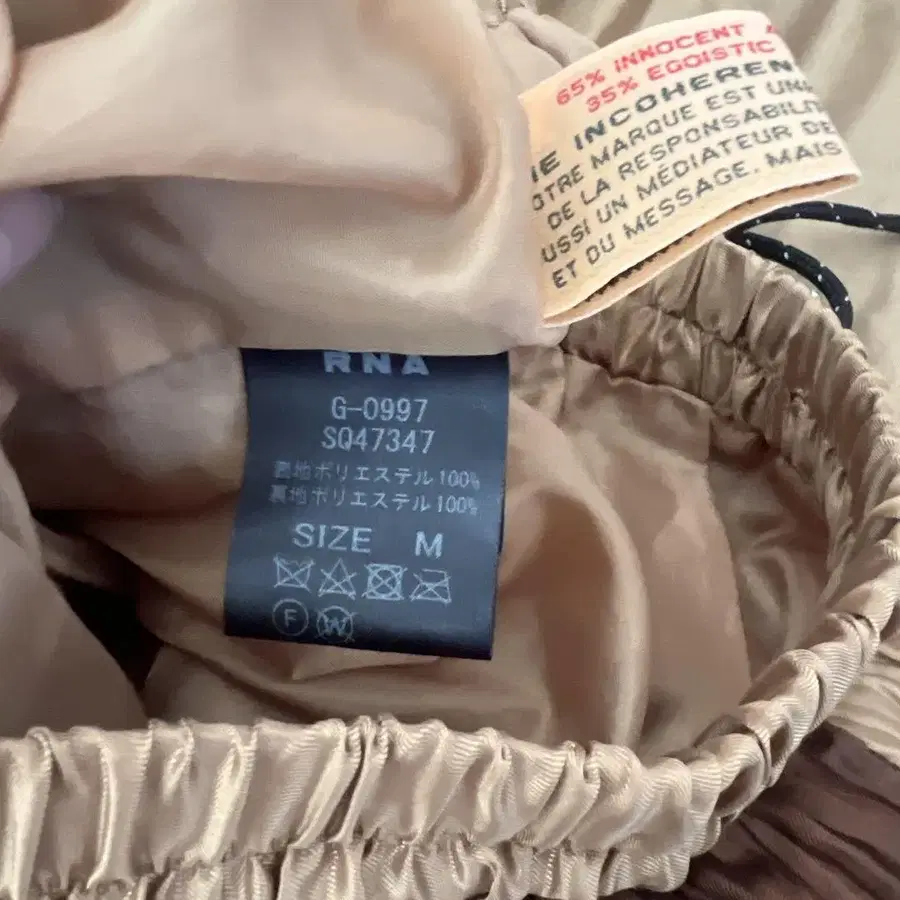 65% INNOCENT
35% EGOISTIC
INCOHEREN
OTRE MARQUE EST UN
DE LA RESPONSABILIT
USSI UN MÉDIATEUR DE
ET DU MESSAGE. MAIS
RNA
G-0997
SQ47347
表地ポリエステル100%
裏地ポリエステル100%
SIZE M
F W